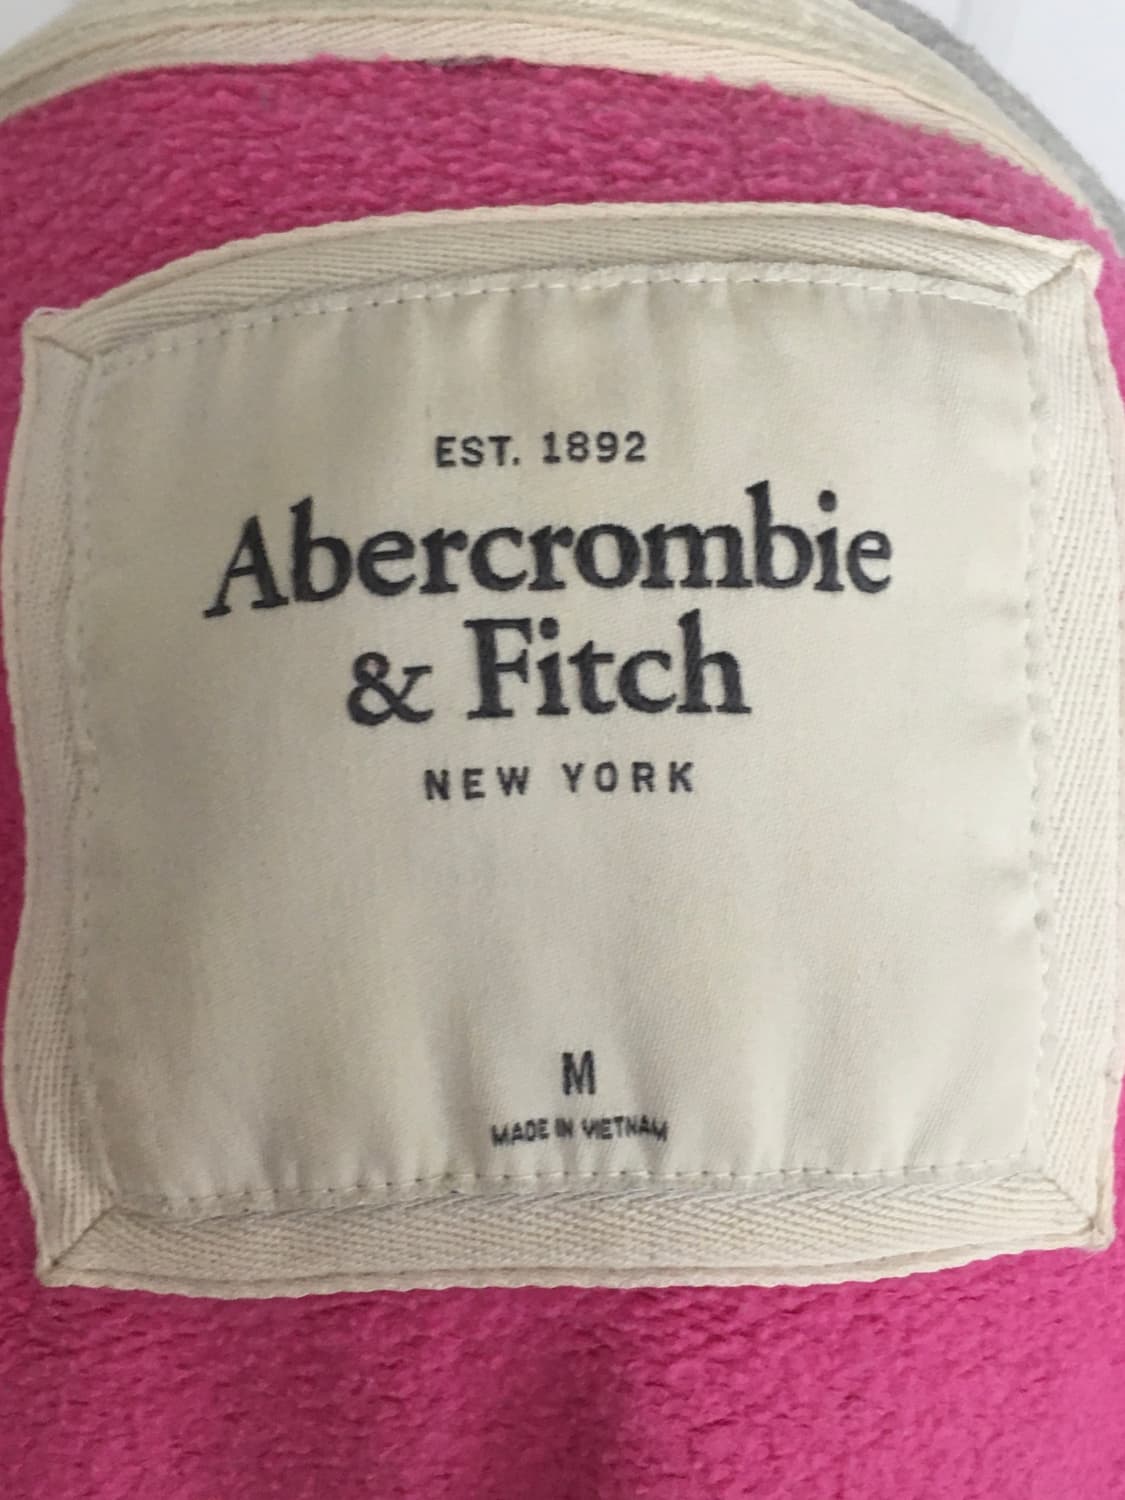 EST. 1892
Abercrombie
& Fitch
NEW YORK
M
MADE IN VIETNAM